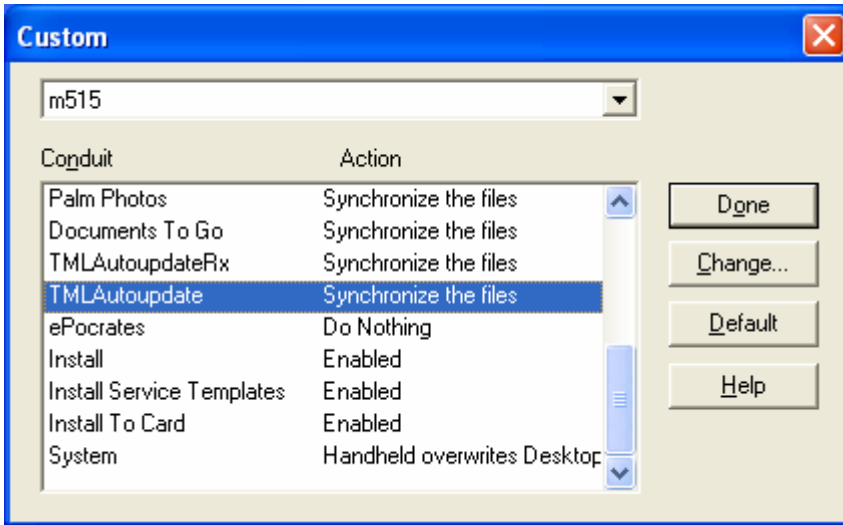 Custom
m515
Conduit Action
Palm Photos Synchronize the files
Documents To Go Synchronize the files
TMLAutoupdateRx Synchronize the files
TMLAutoupdate Synchronize the files
ePocrates Do Nothing
Install Enabled
Install Service Templates Enabled
Install To Card Enabled
System Handheld overwrites Desktop
Done
Change...
Default
Help